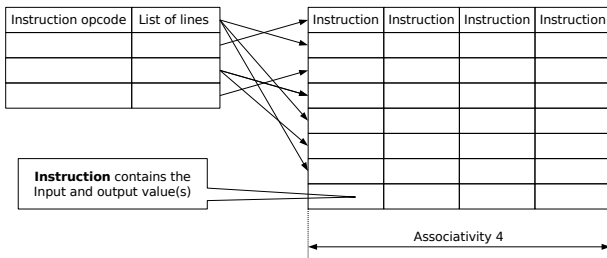 Instruction opcode List of lines Instruction Instruction Instruction Instruction
Instruction contains the
Input and output value(s)
Associativity 4